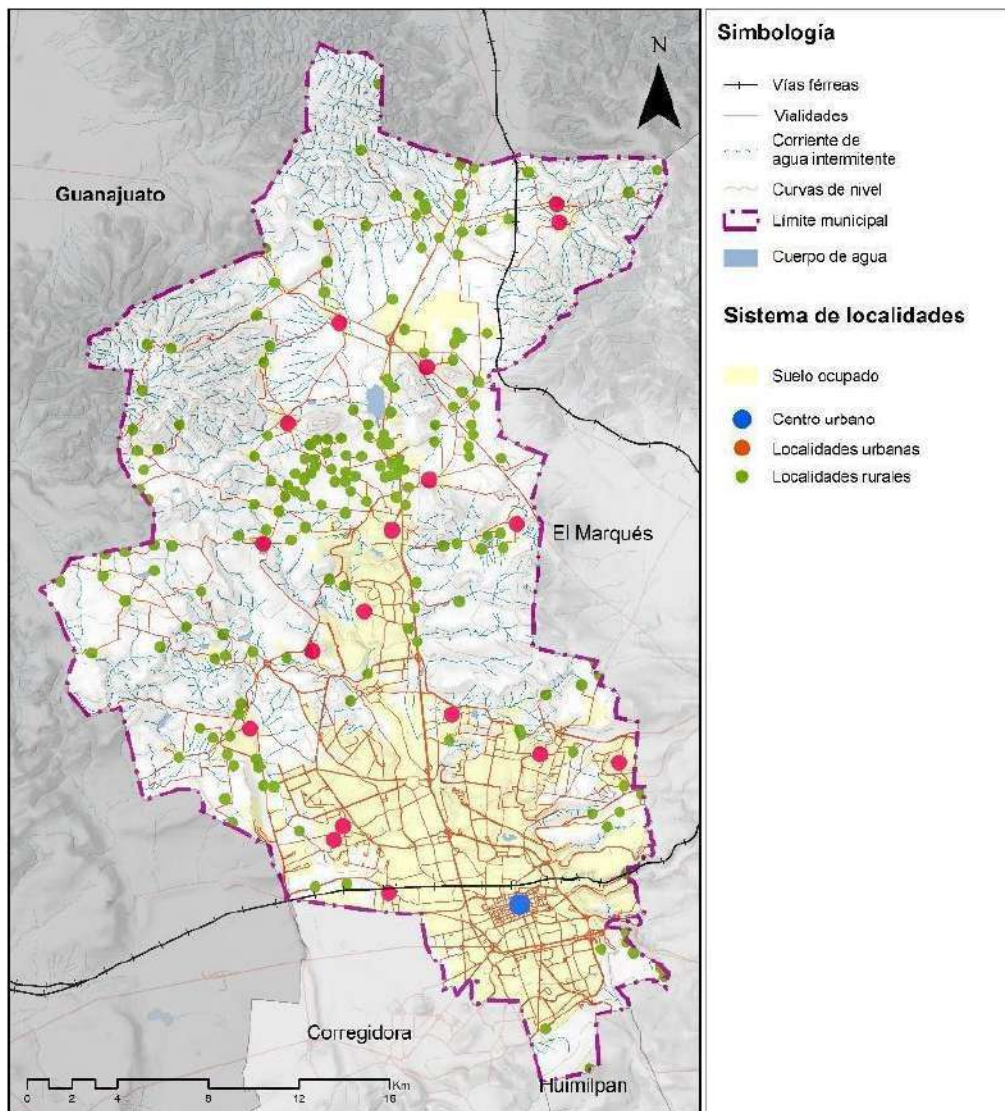 N
Guanajuato
El Marqués
Corregidora
Huimilpan
0 2 4 8 12 16 Km
Simbología
Vías férreas
Vialidades
Corriente de
agua intermitente
Curvas de nivel
Límite municipal
Cuerpo de agua
Sistema de localidades
Suelo ocupado
Centro urbano
Localidades urbanas
Localidades rurales